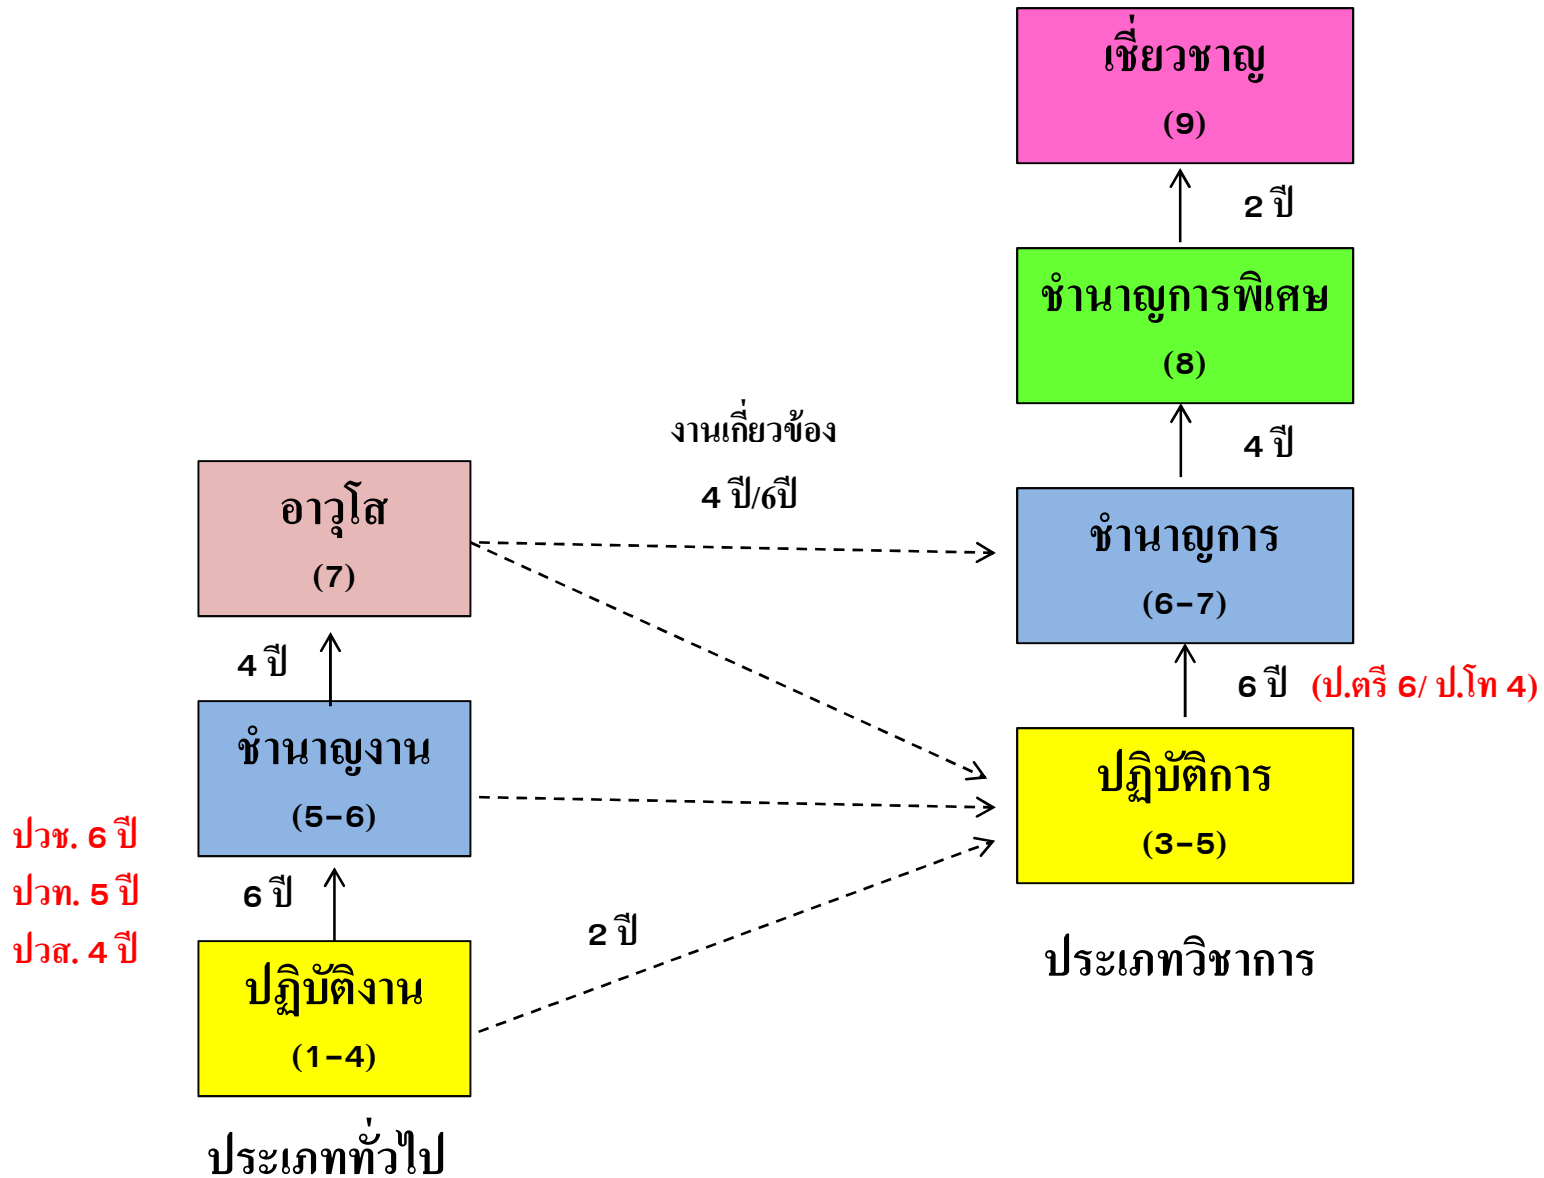 เชี่ยวชาญ
(9)
2 ปี
ชำนาญการพิเศษ
(8)
4 ปี
งานเกี่ยวข้อง
4 ปี/6ปี
อาวุโส
(7)
ชำนาญการ
(6-7)
4 ปี
6 ปี (ป.ตรี 6/ ป.โท 4)
ชำนาญงาน
(5-6)
ปฏิบัติการ
(3-5)
ปวช. 6 ปี
ปวท. 5 ปี
ปวส. 4 ปี
6 ปี
2 ปี
ปฏิบัติงาน
(1-4)
ประเภทวิชาการ
ประเภททั่วไป